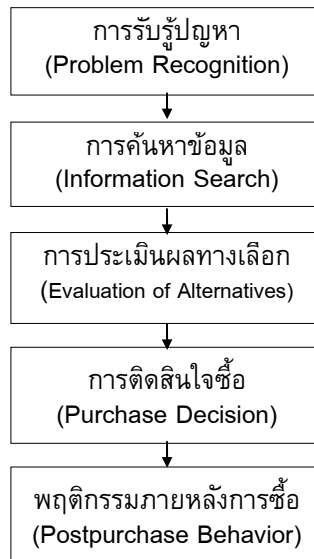 การรับรู้ปญหา
(Problem Recognition)
การค้นหาข้อมูล
(Information Search)
การประเมินผลทางเลือก
(Evaluation of Alternatives)
การติดสินใจซื้อ
(Purchase Decision)
พฤติกรรมภายหลังการซื้อ
(Postpurchase Behavior)